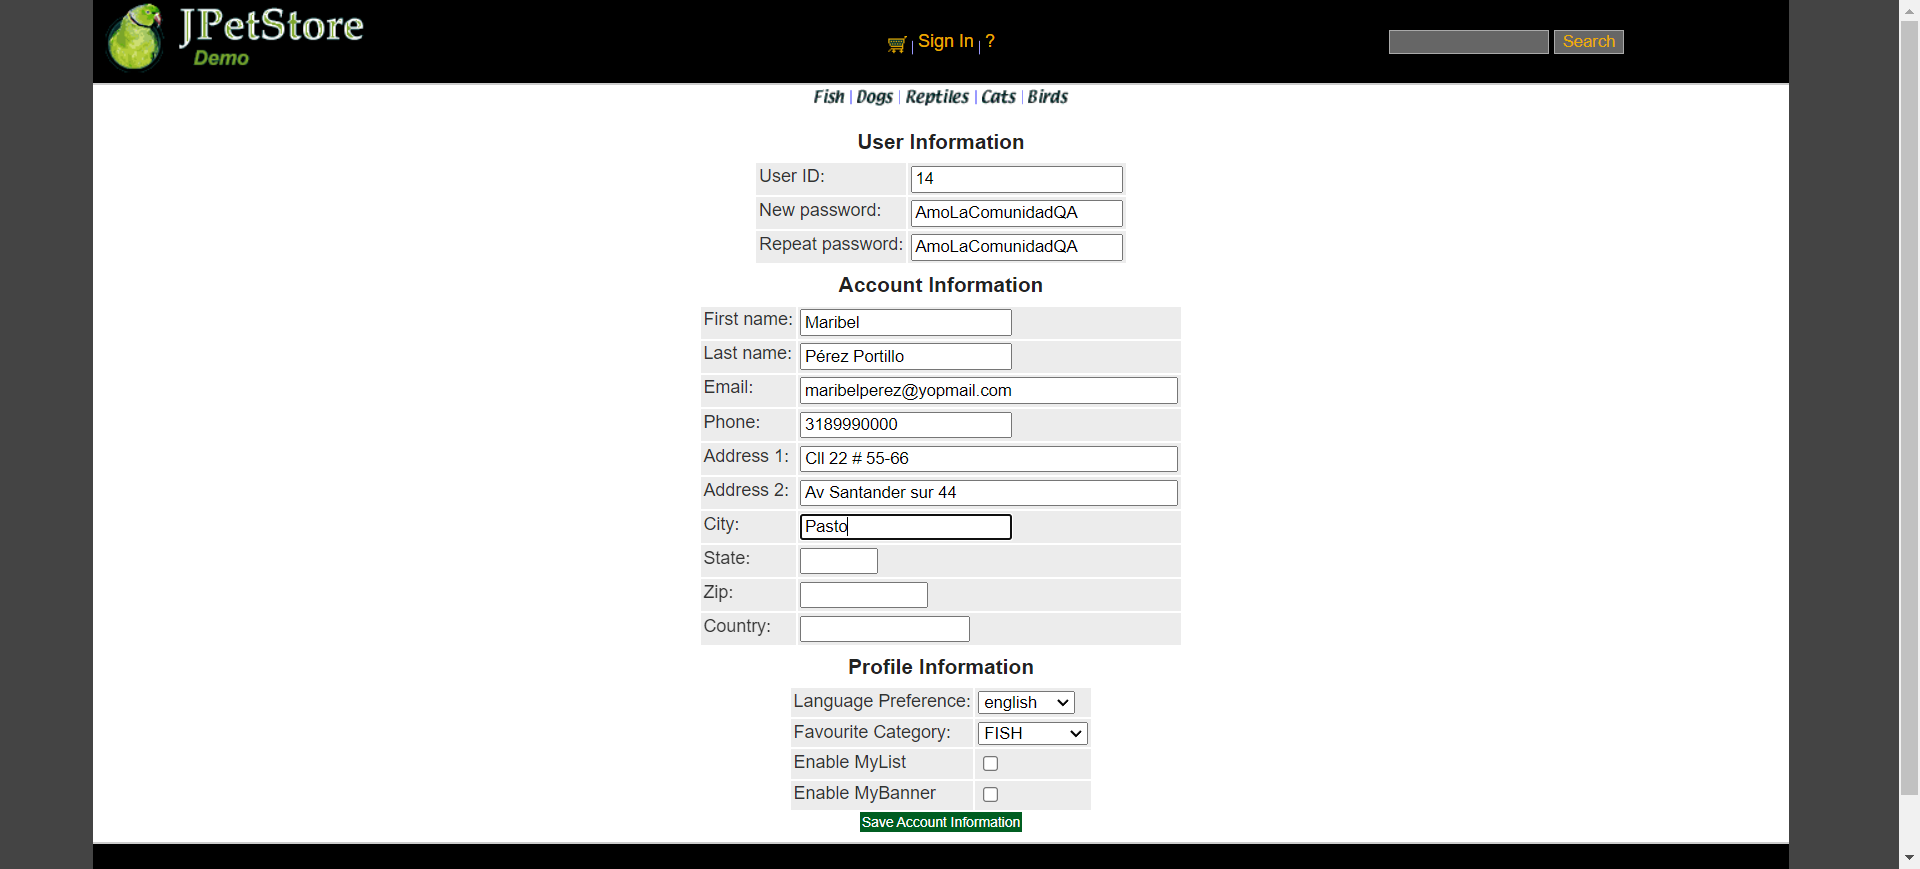 JPetStore
Demo
Sign In | ?
Search
Fish | Dogs | Reptiles | Cats | Birds
User Information
User ID: 14
New password: AmoLaComunidadQA
Repeat password: AmoLaComunidadQA
Account Information
First name: Maribel
Last name: Pérez Portillo
Email: maribelperez@yopmail.com
Phone: 3189990000
Address 1: Cll 22 # 55-66
Address 2: Av Santander sur 44
City: Pasto
State:
Zip:
Country:
Profile Information
Language Preference: english
Favourite Category: FISH
Enable MyList
Enable MyBanner
Save Account Information